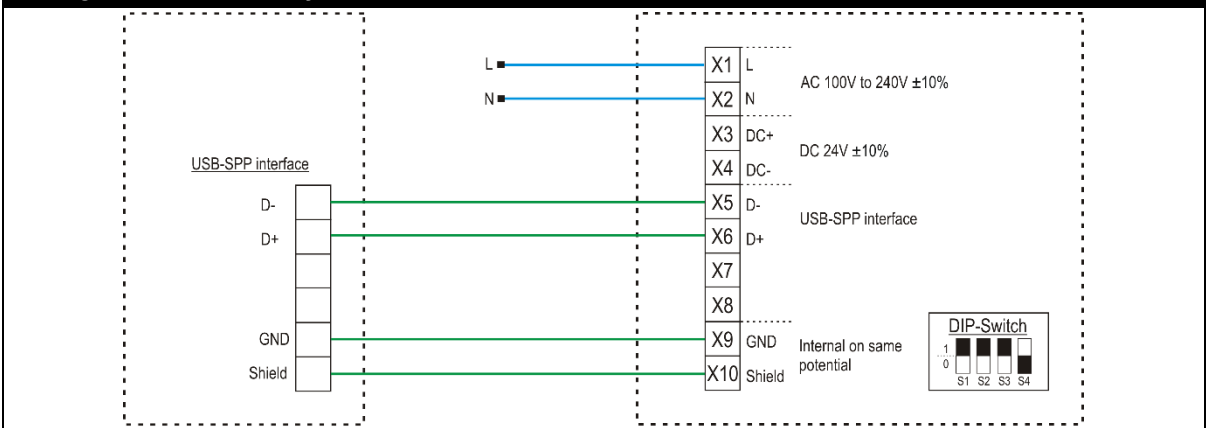 L
N
X1 L
X2 N
AC 100V to 240V ±10%
X3 DC+
X4 DC-
DC 24V ±10%
USB-SPP interface
D-
D+
GND
Shield
X5 D-
X6 D+
USB-SPP interface
X7
X8
X9 GND
X10 Shield
Internal on same
potential
DIP-Switch
1
0
S1 S2 S3 S4